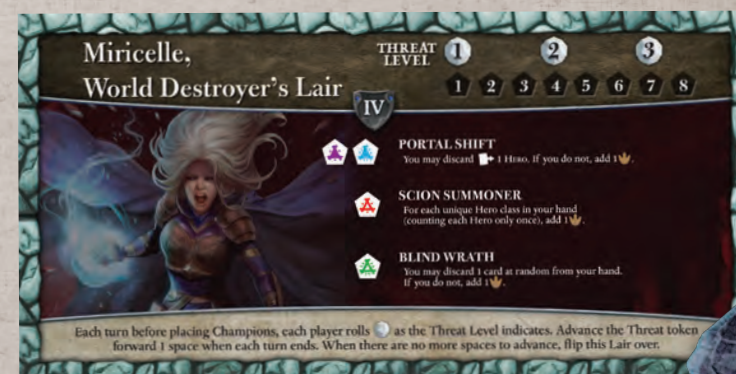 Miricelle,
World Destroyer's Lair
THREAT LEVEL 1 2 3
1 2 3 4 5 6 7 8
IV
PORTAL SHIFT
You may discard 1 Hero. If you do not, add 1.
SCION SUMMONER
For each unique Hero class in your hand
(counting each Hero only once), add 1.
BLIND WRATH
You may discard 1 card at random from your hand.
If you do not, add 1.
Each turn before placing Champions, each player rolls as the Threat Level indicates. Advance the Threat token
forward 1 space when each turn ends. When there are no more spaces to advance, flip this Lair over.